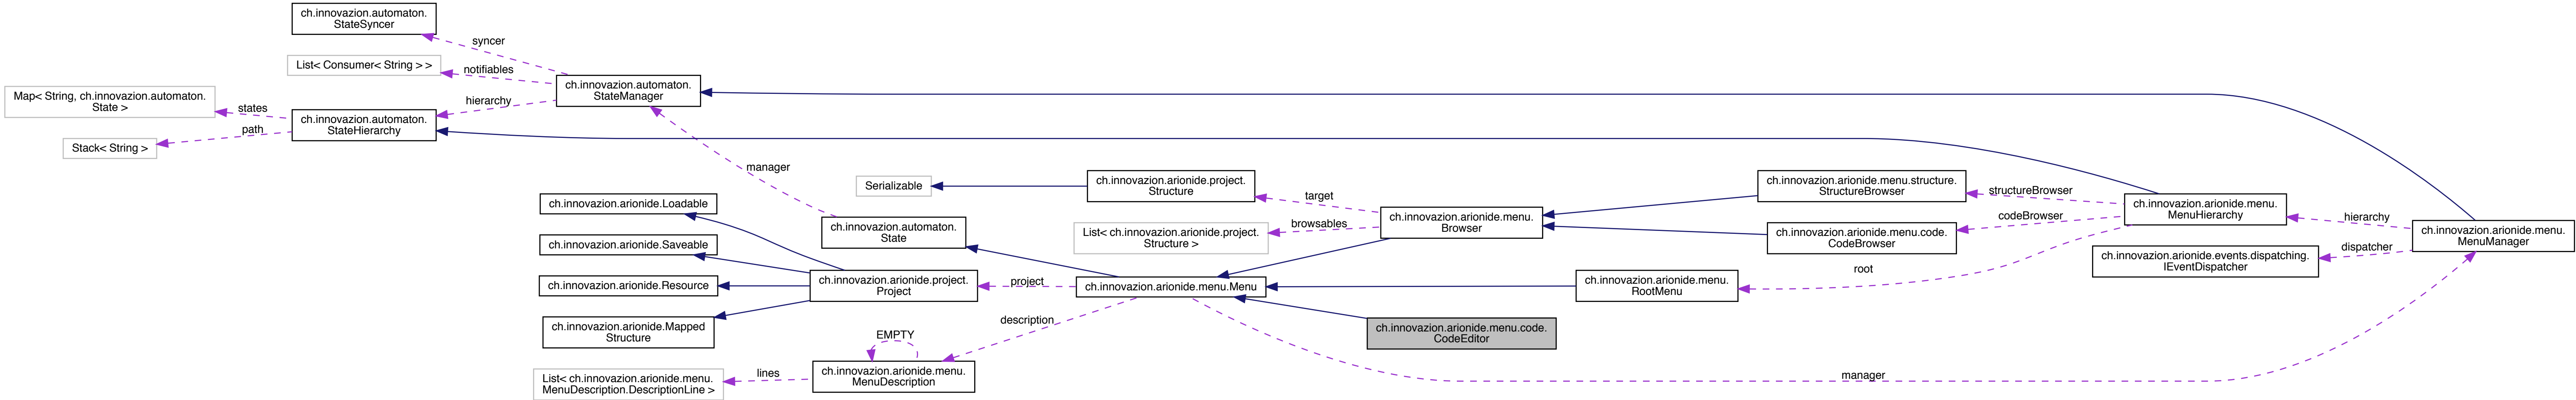 ch.innovazion.automaton.
StateSyncer
syncer
List< Consumer< String > >
notifiables
ch.innovazion.automaton.
StateManager
Map< String, ch.innovazion.automaton.
State >
states
hierarchy
ch.innovazion.automaton.
StateHierarchy
path
Stack< String >
manager
Serializable
ch.innovazion.arionide.project.
Structure
target
ch.innovazion.arionide.menu.structure.
StructureBrowser
structureBrowser
ch.innovazion.arionide.Loadable
ch.innovazion.arionide.menu.
MenuHierarchy
ch.innovazion.arionide.menu.
Browser
browsables
codeBrowser
hierarchy
ch.innovazion.automaton.
State
List< ch.innovazion.arionide.project.
Structure >
ch.innovazion.arionide.menu.code.
CodeBrowser
ch.innovazion.arionide.menu.
MenuManager
ch.innovazion.arionide.Saveable
dispatcher
ch.innovazion.arionide.events.dispatching.
IEventDispatcher
root
ch.innovazion.arionide.Resource
ch.innovazion.arionide.project.
Project
project
ch.innovazion.arionide.menu.Menu
ch.innovazion.arionide.menu.
RootMenu
ch.innovazion.arionide.Mapped
Structure
description
ch.innovazion.arionide.menu.code.
CodeEditor
EMPTY
List< ch.innovazion.arionide.menu.
MenuDescription.DescriptionLine >
lines
ch.innovazion.arionide.menu.
MenuDescription
manager